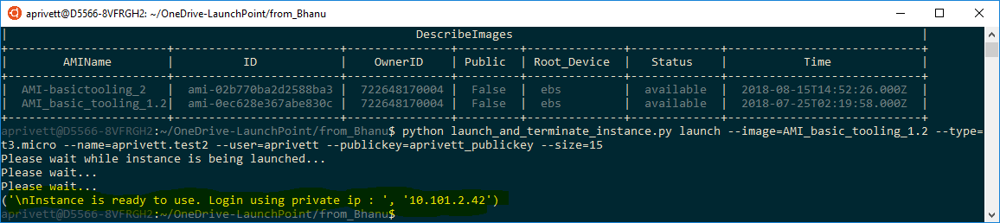 aprivett@D5566-8VFRGH2: ~/OneDrive-LaunchPoint/from_Bhanu
| DescribeImages |
+-----------------------+-------------------------+--------------+---------+--------------+------------+----------------------------+
| AMIName | ID | OwnerID | Public | Root_Device | Status | Time |
+-----------------------+-------------------------+--------------+---------+--------------+------------+----------------------------+
| AMI-basictooling_2 | ami-02b770ba2d2588ba3 | 722648170004 | False | ebs | available | 2018-08-15T14:52:26.000Z |
| AMI_basic_tooling_1.2| ami-0ec628e367abe830c | 722648170004 | False | ebs | available | 2018-07-25T02:19:58.000Z |
+-----------------------+-------------------------+--------------+---------+--------------+------------+----------------------------+
aprivett@D5566-8VFRGH2:~/OneDrive-LaunchPoint/from_Bhanu$ python launch_and_terminate_instance.py launch --image=AMI_basic_tooling_1.2 --type=
t3.micro --name=aprivett.test2 --user=aprivett --publickey=aprivett_publickey --size=15
Please wait while instance is being launched...
Please wait...
Please wait...
('\nInstance is ready to use. Login using private ip : ', '10.101.2.42')
aprivett@D5566-8VFRGH2:~/OneDrive-LaunchPoint/from_Bhanu$